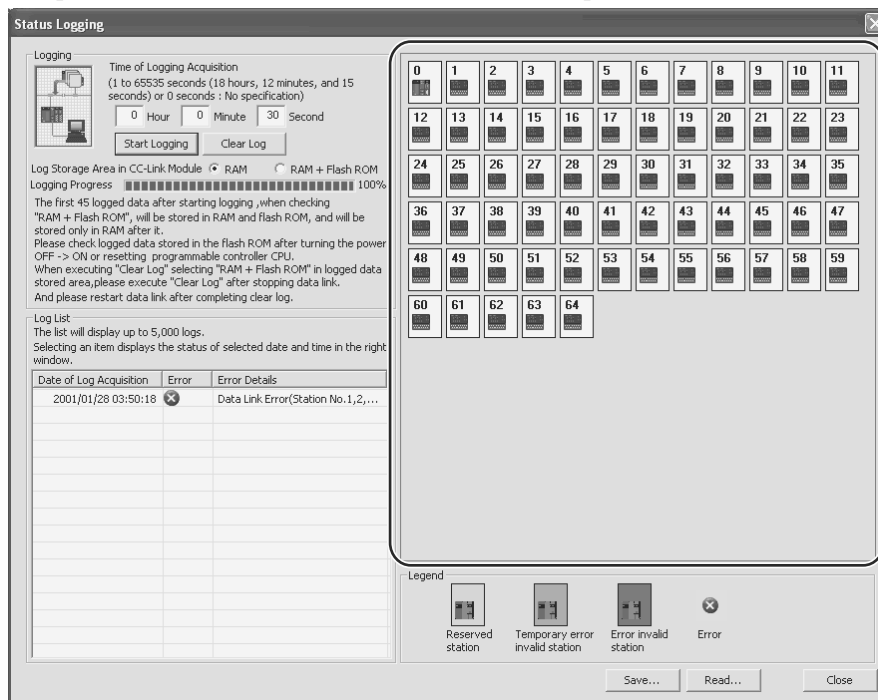 Status Logging
Logging
Time of Logging Acquisition
(1 to 65535 seconds (18 hours, 12 minutes, and 15
seconds) or 0 seconds : No specification)
0 Hour 0 Minute 30 Second
Start Logging Clear Log
Log Storage Area in CC-Link Module RAM RAM + Flash ROM
Logging Progress 100%
The first 45 logged data after starting logging ,when checking
"RAM + Flash ROM", will be stored in RAM and flash ROM, and will be
stored only in RAM after it.
Please check logged data stored in the flash ROM after turning the power
OFF -> ON or resetting programmable controller CPU.
When executing "Clear Log" selecting "RAM + Flash ROM" in logged data
stored area,please execute "Clear Log" after stopping data link.
And please restart data link after completing clear log.
Log List
The list will display up to 5,000 logs.
Selecting an item displays the status of selected date and time in the right
window.
Date of Log Acquisition Error Error Details
2001/01/28 03:50:18 Data Link Error(Station No.1,2,...
0 1 2 3 4 5 6 7 8 9 10 11
12 13 14 15 16 17 18 19 20 21 22 23
24 25 26 27 28 29 30 31 32 33 34 35
36 37 38 39 40 41 42 43 44 45 46 47
48 49 50 51 52 53 54 55 56 57 58 59
60 61 62 63 64
Legend
Reserved
station
Temporary error
invalid station
Error invalid
station
Error
Save... Read... Close